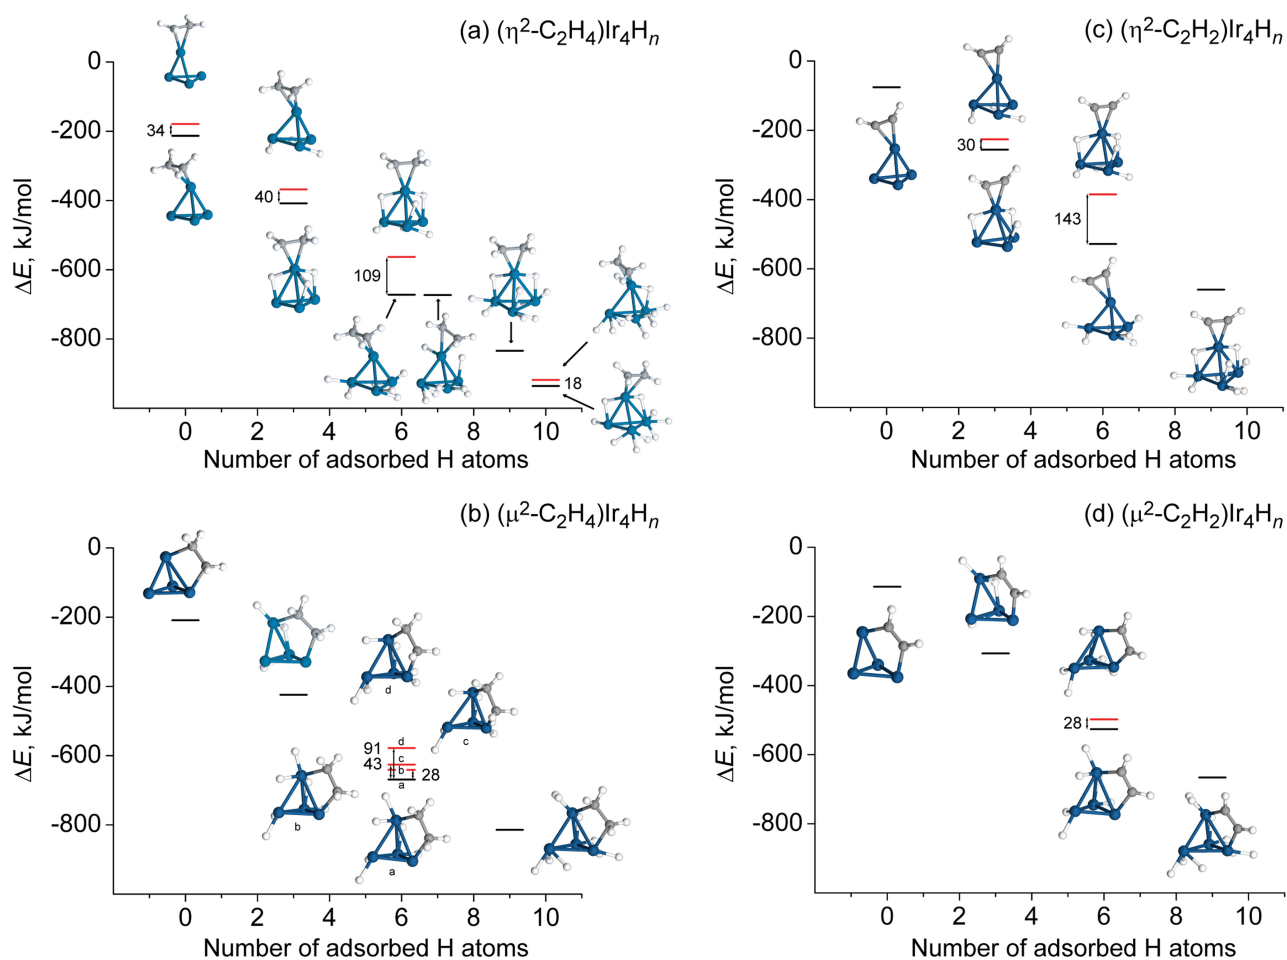 (a) (η²-C₂H₄)Ir₄Hₙ
0
-200
-400
-600
-800
ΔE, kJ/mol
34
40
109
18
0 2 4 6 8 10
Number of adsorbed H atoms
(c) (η²-C₂H₂)Ir₄Hₙ
0
-200
-400
-600
-800
ΔE, kJ/mol
30
143
0 2 4 6 8 10
Number of adsorbed H atoms
(b) (μ²-C₂H₄)Ir₄Hₙ
0
-200
-400
-600
-800
ΔE, kJ/mol
d
c
91 d
c
43 b 28
a
b
a
0 2 4 6 8 10
Number of adsorbed H atoms
(d) (μ²-C₂H₂)Ir₄Hₙ
0
-200
-400
-600
-800
ΔE, kJ/mol
28
0 2 4 6 8 10
Number of adsorbed H atoms